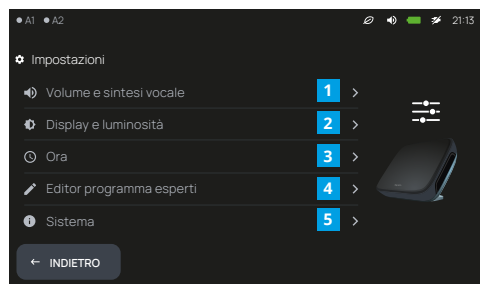 A1 A2 21:13
Impostazioni
Volume e sintesi vocale 1
Display e luminosità 2
Ora 3
Editor programma esperti 4
Sistema 5
INDIETRO